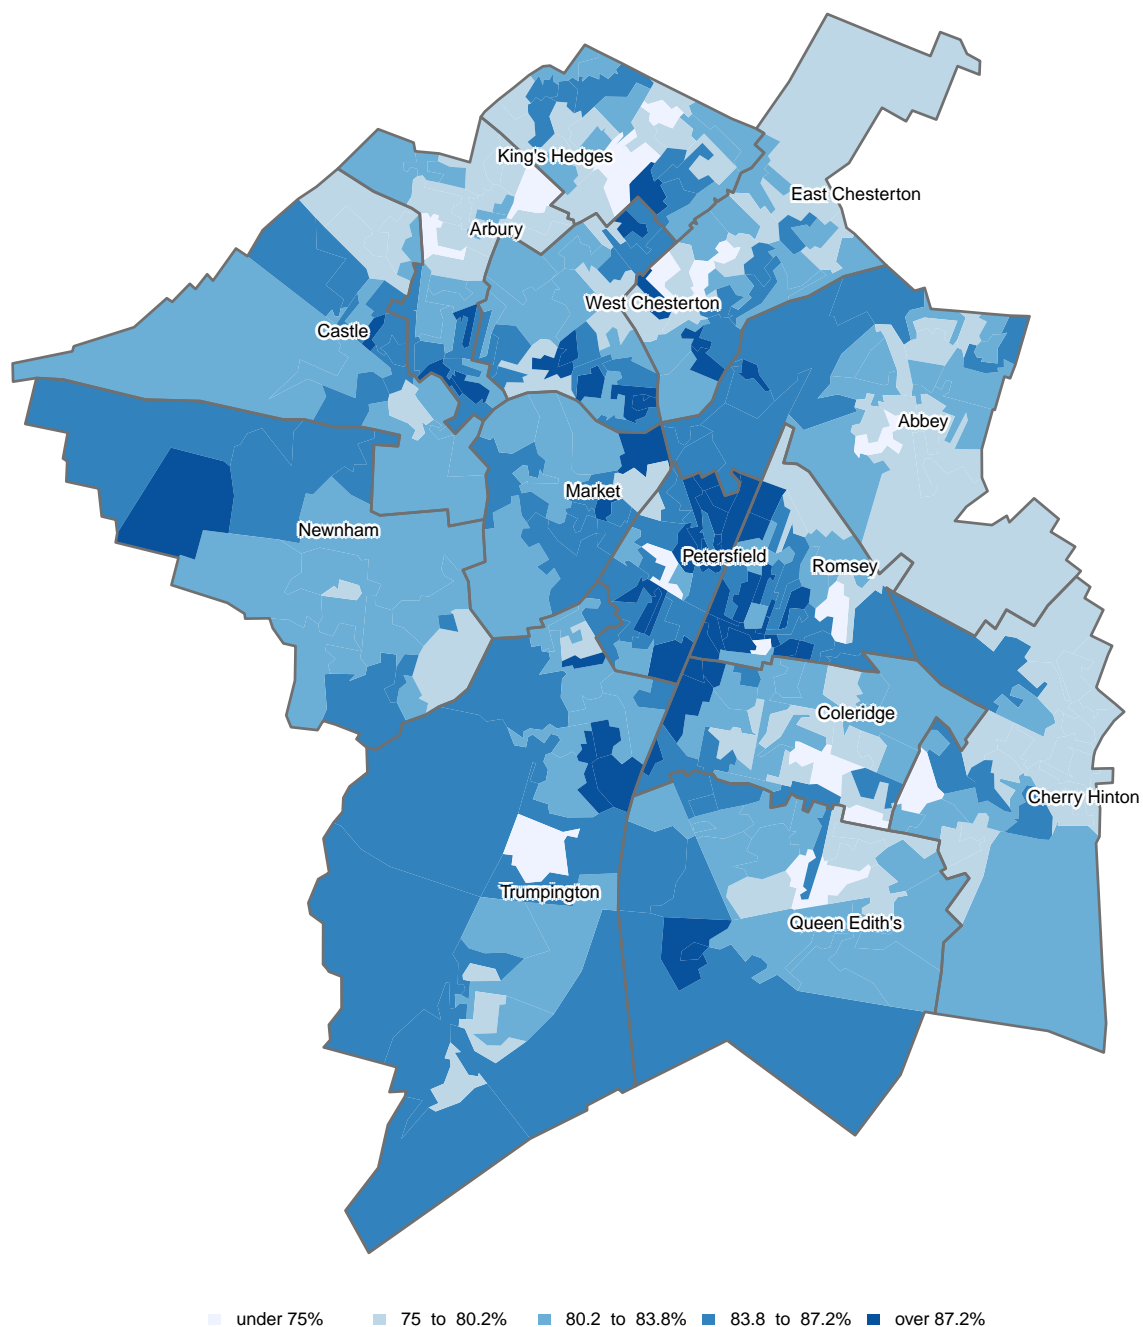 King's Hedges
East Chesterton
Arbury
West Chesterton
Castle
Abbey
Market
Newnham
Petersfield
Romsey
Coleridge
Cherry Hinton
Trumpington
Queen Edith's
under 75%
75 to 80.2%
80.2 to 83.8%
83.8 to 87.2%
over 87.2%